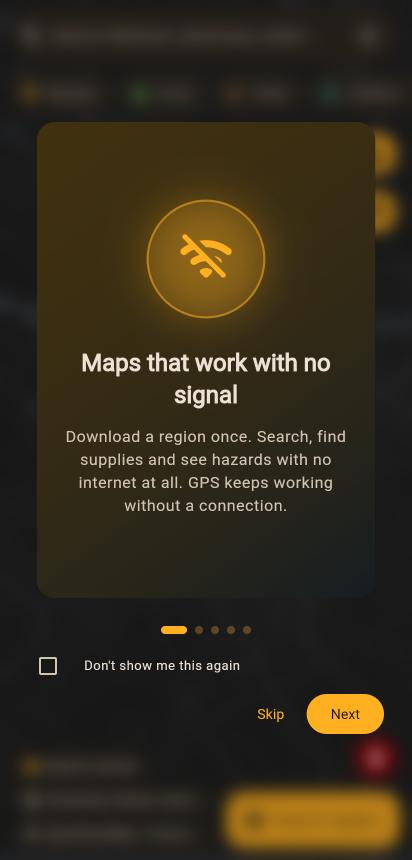 Maps that work with no
signal
Download a region once. Search, find
supplies and see hazards with no
internet at all. GPS keeps working
without a connection.
Don't show me this again
Skip
Next